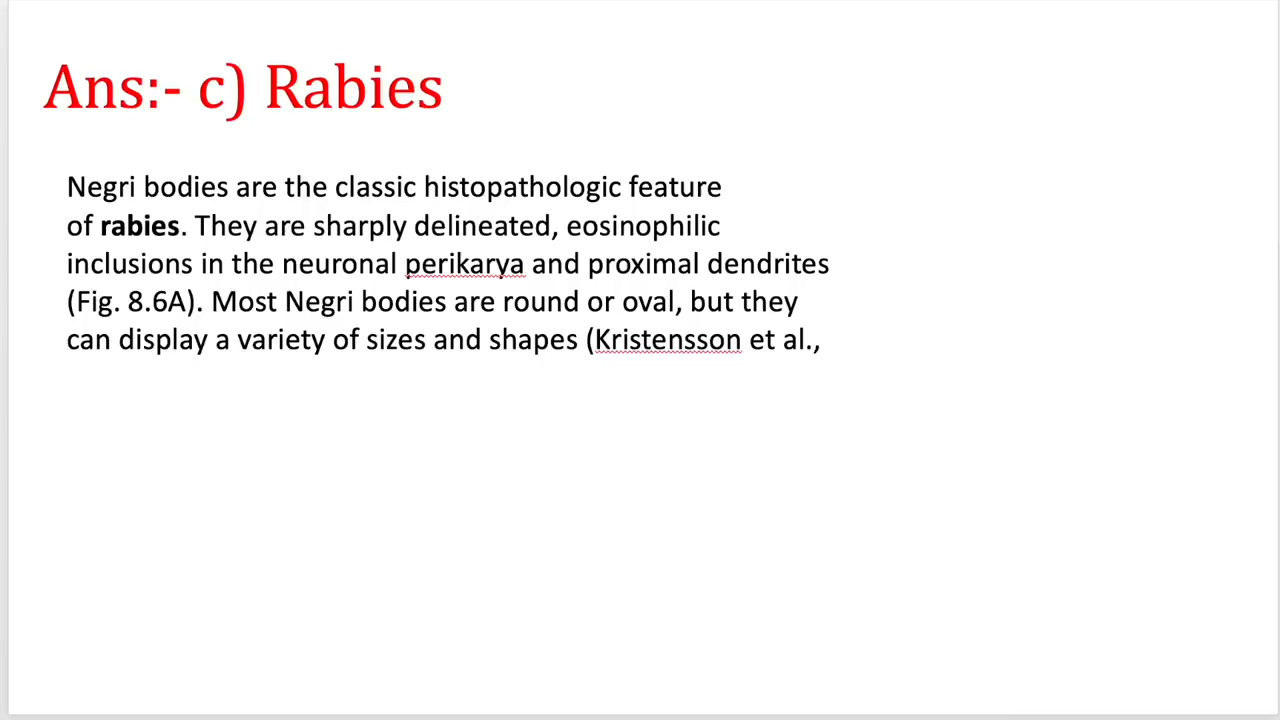 Ans:- c) Rabies
Negri bodies are the classic histopathologic feature
of rabies. They are sharply delineated, eosinophilic
inclusions in the neuronal perikarya and proximal dendrites
(Fig. 8.6A). Most Negri bodies are round or oval, but they
can display a variety of sizes and shapes (Kristensson et al.,